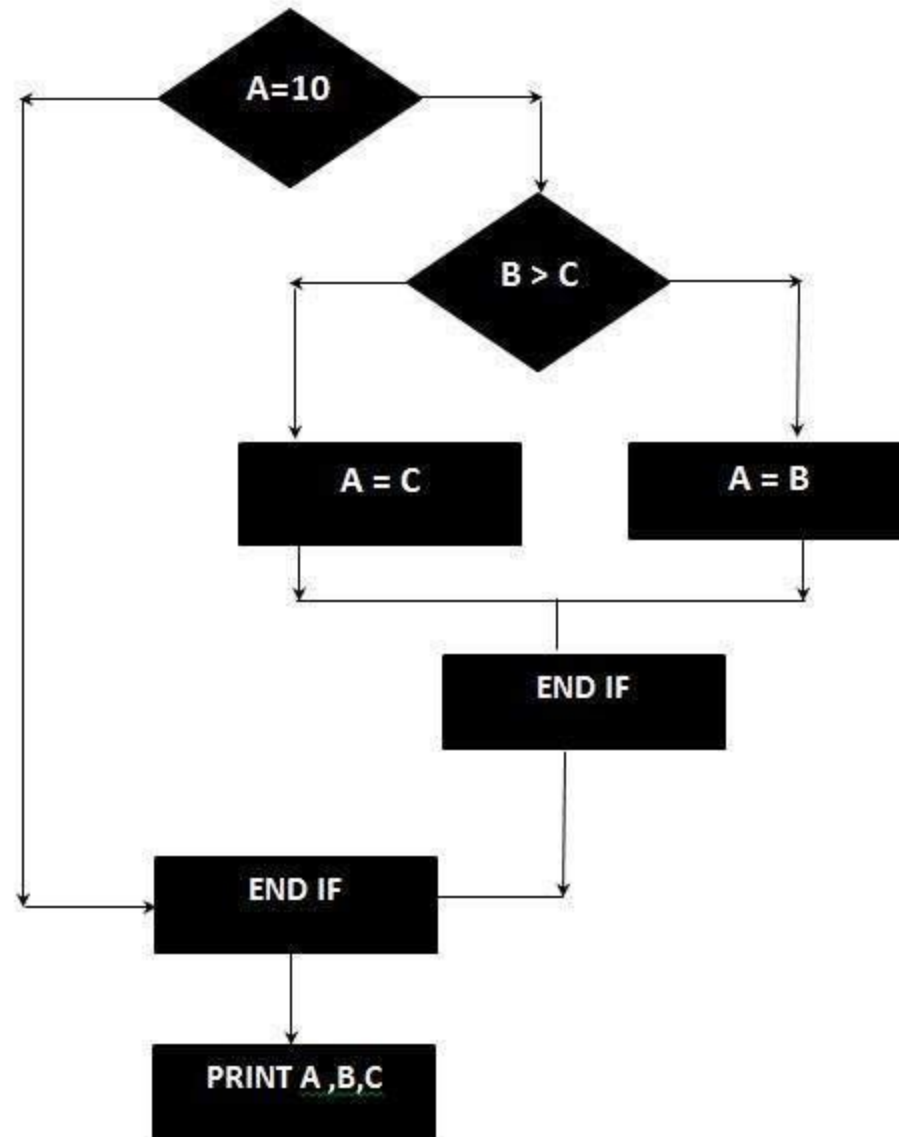 A=10
B > C
A = C
A = B
END IF
END IF
PRINT A ,B,C